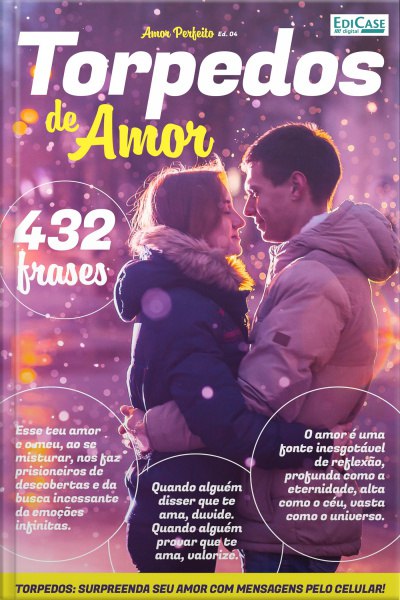 Amor Perfeito Ed. 04
EDICASE
digital
Torpedos
de Amor
432
frases
Esse teu amor
e o meu, ao se
misturar, nos faz
prisioneiros de
descobertas e da
busca incessante
de emoções
infinitas.
Quando alguém
disser que te
ama, duvide.
Quando alguém
provar que te
ama, valorize.
O amor é uma
fonte inesgotável
de reflexão,
profunda como a
eternidade, alta
como o céu, vasta
como o universo.
TORPEDOS: SURPREENDA SEU AMOR COM MENSAGENS PELO CELULAR!